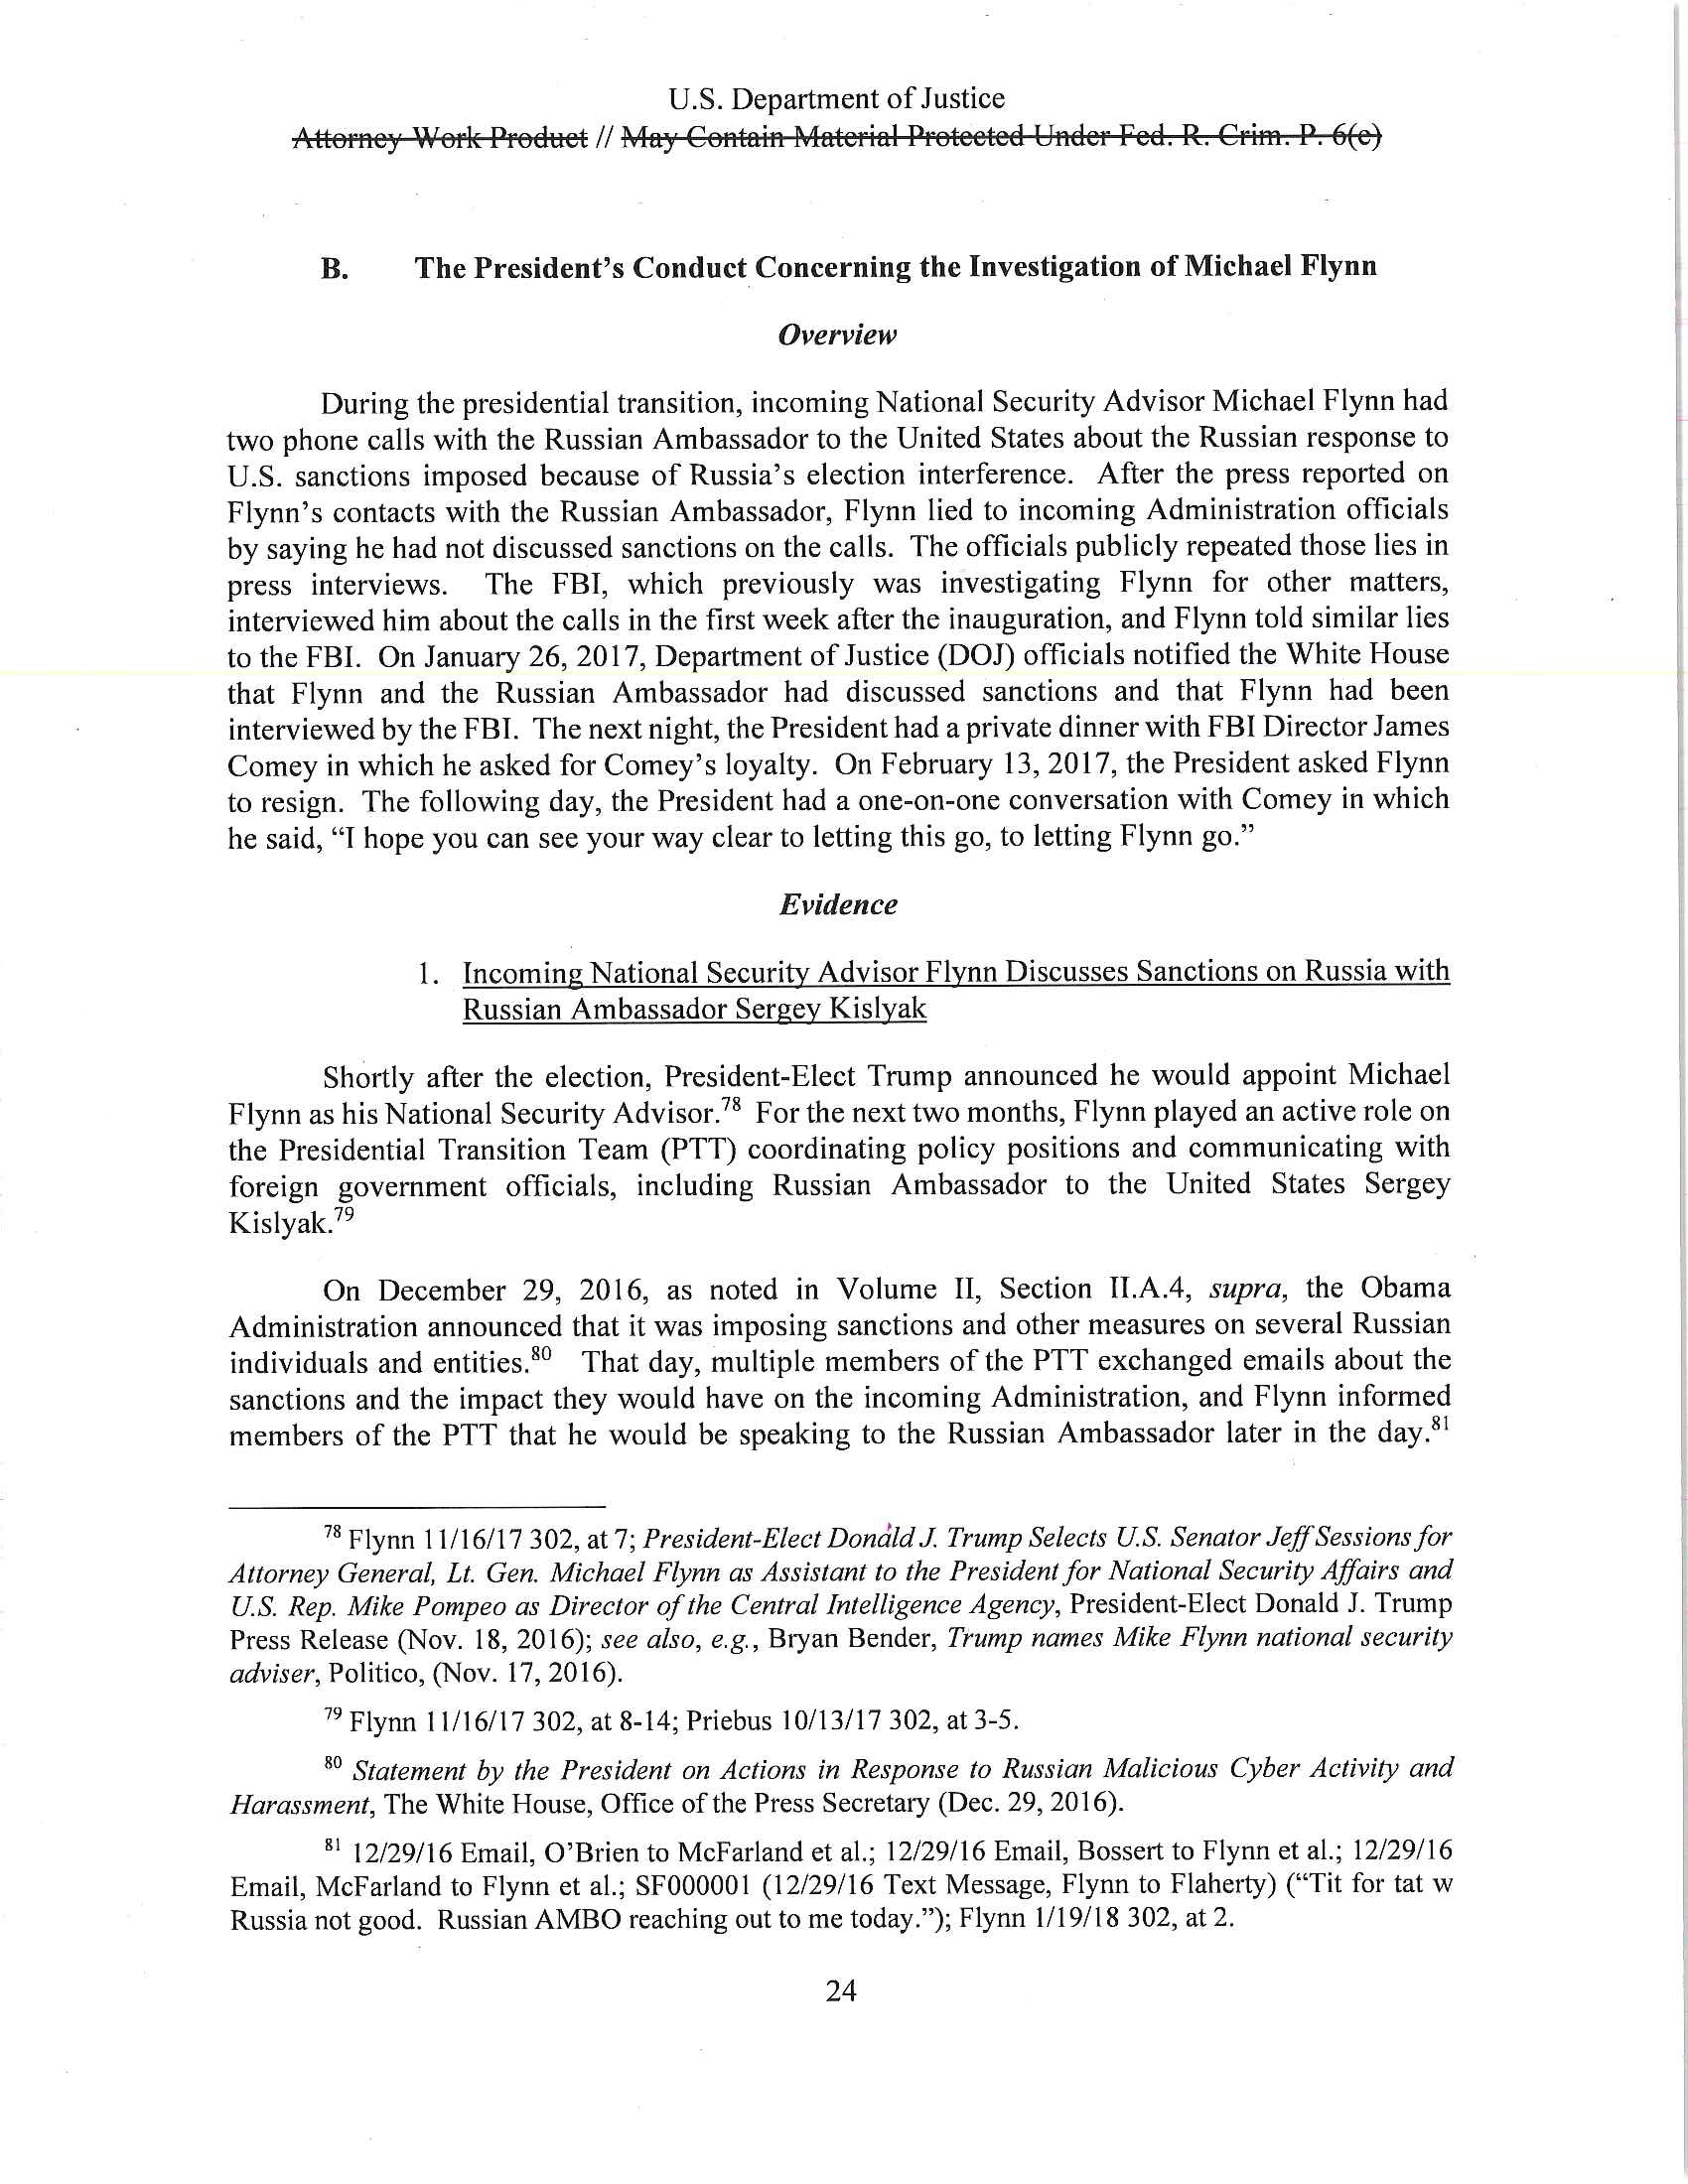 U.S. Department of Justice
Attorney Work Product // May Contain Material Protected Under Fed. R. Crim. P. 6(e)
B. The President’s Conduct Concerning the Investigation of Michael Flynn
Overview
During the presidential transition, incoming National Security Advisor Michael Flynn had
two phone calls with the Russian Ambassador to the United States about the Russian response to
U.S. sanctions imposed because of Russia’s election interference. After the press reported on
Flynn’s contacts with the Russian Ambassador, Flynn lied to incoming Administration officials
by saying he had not discussed sanctions on the calls. The officials publicly repeated those lies in
press interviews. The FBI, which previously was investigating Flynn for other matters,
interviewed him about the calls in the first week after the inauguration, and Flynn told similar lies
to the FBI. On January 26, 2017, Department of Justice (DOJ) officials notified the White House
that Flynn and the Russian Ambassador had discussed sanctions and that Flynn had been
interviewed by the FBI. The next night, the President had a private dinner with FBI Director James
Comey in which he asked for Comey’s loyalty. On February 13, 2017, the President asked Flynn
to resign. The following day, the President had a one-on-one conversation with Comey in which
he said, “I hope you can see your way clear to letting this go, to letting Flynn go.”
Evidence
1. Incoming National Security Advisor Flynn Discusses Sanctions on Russia with
Russian Ambassador Sergey Kislyak
Shortly after the election, President-Elect Trump announced he would appoint Michael
Flynn as his National Security Advisor.78 For the next two months, Flynn played an active role on
the Presidential Transition Team (PTT) coordinating policy positions and communicating with
foreign government officials, including Russian Ambassador to the United States Sergey
Kislyak.79
On December 29, 2016, as noted in Volume II, Section II.A.4, supra, the Obama
Administration announced that it was imposing sanctions and other measures on several Russian
individuals and entities.80 That day, multiple members of the PTT exchanged emails about the
sanctions and the impact they would have on the incoming Administration, and Flynn informed
members of the PTT that he would be speaking to the Russian Ambassador later in the day.81
78 Flynn 11/16/17 302, at 7; President-Elect Donald J. Trump Selects U.S. Senator Jeff Sessions for
Attorney General, Lt. Gen. Michael Flynn as Assistant to the President for National Security Affairs and
U.S. Rep. Mike Pompeo as Director of the Central Intelligence Agency, President-Elect Donald J. Trump
Press Release (Nov. 18, 2016); see also, e.g., Bryan Bender, Trump names Mike Flynn national security
adviser, Politico, (Nov. 17, 2016).
79 Flynn 11/16/17 302, at 8-14; Priebus 10/13/17 302, at 3-5.
80 Statement by the President on Actions in Response to Russian Malicious Cyber Activity and
Harassment, The White House, Office of the Press Secretary (Dec. 29, 2016).
81 12/29/16 Email, O’Brien to McFarland et al.; 12/29/16 Email, Bossert to Flynn et al.; 12/29/16
Email, McFarland to Flynn et al.; SF000001 (12/29/16 Text Message, Flynn to Flaherty) (“Tit for tat w
Russia not good. Russian AMBO reaching out to me today.”); Flynn 1/19/18 302, at 2.
24